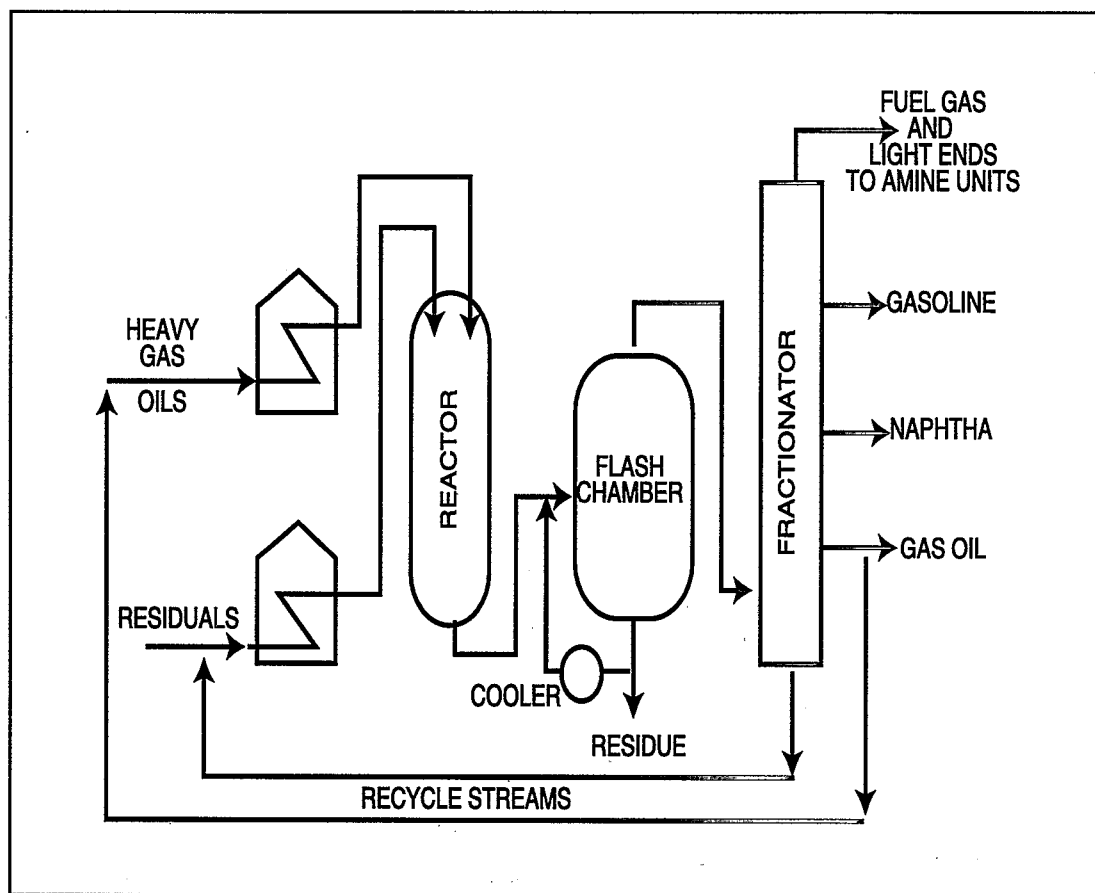 FUEL GAS
AND
LIGHT ENDS
TO AMINE UNITS
GASOLINE
HEAVY
GAS
OILS
REACTOR
FLASH
CHAMBER
FRACTIONATOR
NAPHTHA
GAS OIL
RESIDUALS
COOLER
RESIDUE
RECYCLE STREAMS